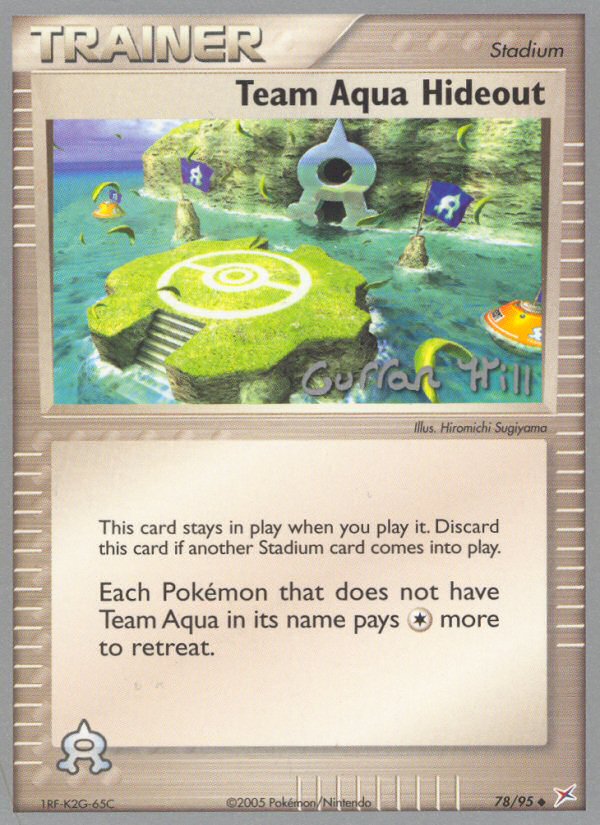 TRAINER
Stadium
Team Aqua Hideout
Curran Hill
Illus. Hiromichi Sugiyama
This card stays in play when you play it. Discard
this card if another Stadium card comes into play.
Each Pokémon that does not have
Team Aqua in its name pays more
to retreat.
1RF-K2G-65C
©2005 Pokémon/Nintendo
78/95